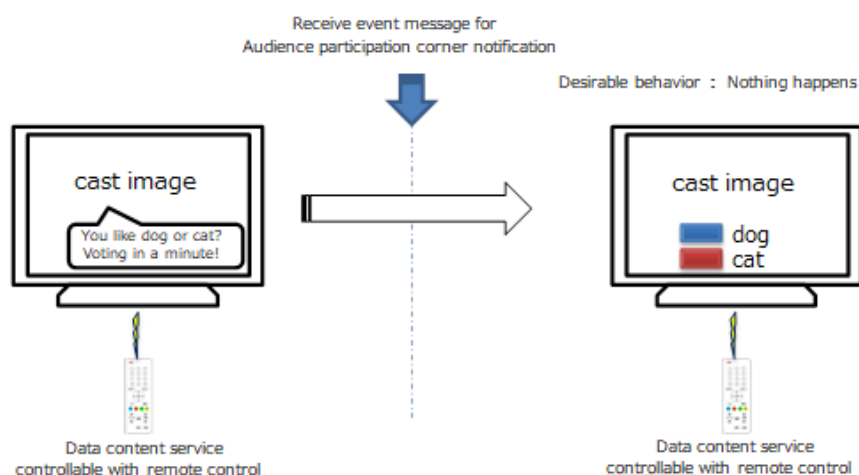 Receive event message for
Audience participation corner notification
Desirable behavior : Nothing happens
cast image
You like dog or cat?
Voting in a minute!
cast image
dog
cat
Data content service
controllable with remote control
Data content service
controllable with remote control